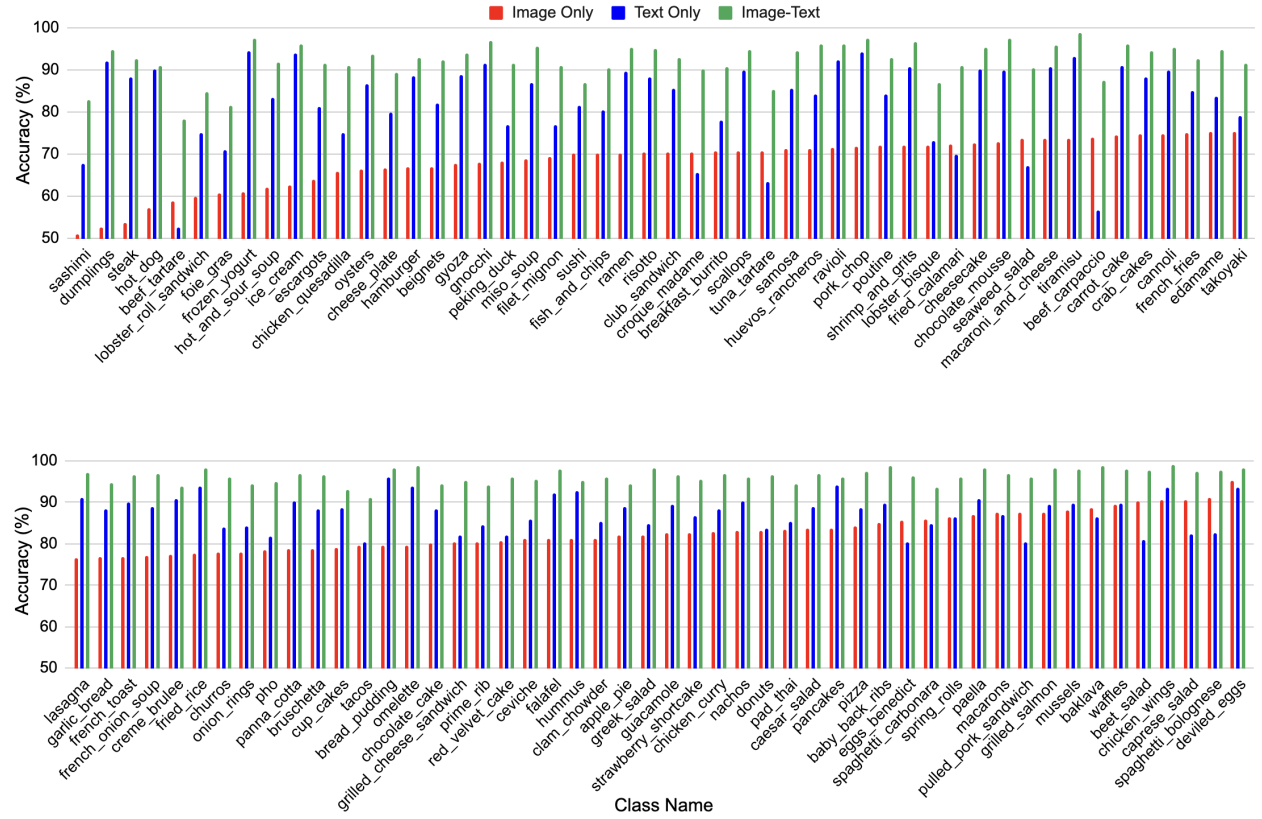 Image Only Text Only Image-Text
Accuracy (%)
100
90
80
70
60
50
sashimi
dumplings
steak
hot_dog
beef_tartare
lobster_roll_sandwich
foie_gras
frozen_yogurt
hot_and_sour_soup
ice_cream
escargots
chicken_quesadilla
oysters
cheese_plate
hamburger
beignets
gyoza
gnocchi
peking_duck
miso_soup
filet_mignon
sushi
fish_and_chips
ramen
risotto
club_sandwich
croque_madame
breakfast_burrito
scallops
tuna_tartare
samosa
huevos_rancheros
ravioli
pork_chop
poutine
shrimp_and_grits
lobster_bisque
fried_calamari
cheesecake
chocolate_mousse
seaweed_salad
macaroni_and_cheese
tiramisu
beef_carpaccio
carrot_cake
crab_cakes
cannoli
french_fries
edamame
takoyaki
Accuracy (%)
100
90
80
70
60
50
lasagna
garlic_bread
french_toast
french_onion_soup
creme_brulee
fried_rice
churros
onion_rings
pho
panna_cotta
bruschetta
cup_cakes
tacos
bread_pudding
omelette
chocolate_cake
grilled_cheese_sandwich
prime_rib
red_velvet_cake
ceviche
falafel
hummus
clam_chowder
apple_pie
greek_salad
guacamole
strawberry_shortcake
chicken_curry
nachos
donuts
pad_thai
caesar_salad
pancakes
pizza
baby_back_ribs
eggs_benedict
spaghetti_carbonara
spring_rolls
paella
macarons
pulled_pork_sandwich
grilled_salmon
mussels
baklava
waffles
beet_salad
chicken_wings
caprese_salad
spaghetti_bolognese
deviled_eggs
Class Name